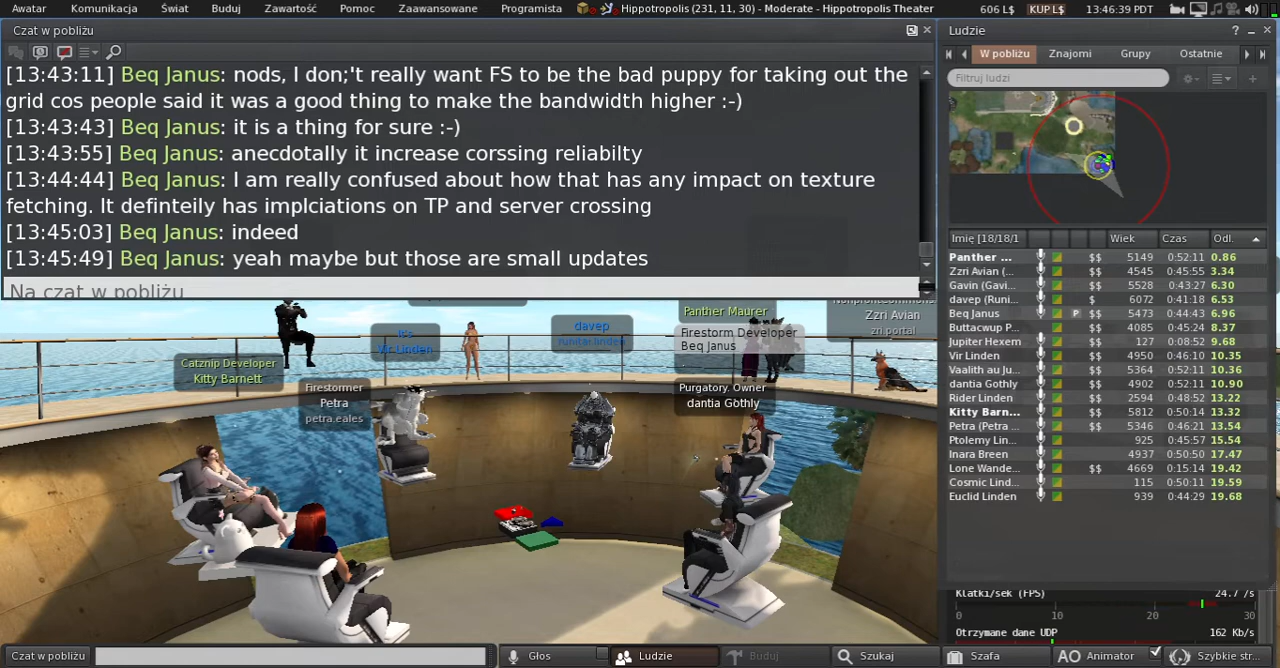 Awatar Komunikacja Świat Buduj Zawartość Pomoc Zaawansowane Programista Hippotropolis (231, 11, 30) - Moderate - Hippotropolis Theater 606 L$ KUP L$ 13:46:39 PDT
Czat w pobliżu
[13:43:11] Beq Janus: nods, I don;'t really want FS to be the bad puppy for taking out the
grid cos people said it was a good thing to make the bandwidth higher :-)
[13:43:43] Beq Janus: it is a thing for sure :-)
[13:43:55] Beq Janus: anecdotally it increase corssing reliabilty
[13:44:44] Beq Janus: I am really confused about how that has any impact on texture
fetching. It definteily has implciations on TP and server crossing
[13:45:03] Beq Janus: indeed
[13:45:49] Beq Janus: yeah maybe but those are small updates
Na czat w pobliżu
Ludzie
W pobliżu Znajomi Grupy Ostatnie
Filtruj ludzi
Imię [18/18/1 Wiek Czas Odl.
Panther ... 5149 0:52:11 0.86
Zzri Avian (... $$ 4545 0:45:55 3.34
Gavin (Gavi... $$ 5528 0:43:27 6.30
davep (Runi... $ 6072 0:41:18 6.53
Beq Janus P $$ 5473 0:44:43 6.96
Buttacwup P... $$ 4085 0:45:24 8.37
Jupiter Hexem 127 0:08:52 9.68
Vir Linden $$ 4950 0:46:10 10.35
Vaalith au Ju... $$ 5364 0:52:11 10.36
dantia Gothly $$ 4902 0:52:11 10.90
Rider Linden 2594 0:48:52 13.22
Kitty Barn... $$ 5812 0:50:14 13.32
Petra (Petra ... $$ 5346 0:46:21 13.54
Ptolemy Lin... 925 0:45:57 15.54
Inara Breen 4937 0:50:50 17.47
Lone Wande... $$ 4669 0:15:14 19.42
Cosmic Lind... 115 0:50:11 19.59
Euclid Linden 939 0:44:29 19.68
Klatki/sek (FPS) 24.7 /s
0 10 20 30
Otrzymane dane UDP 162 Kb/s
Catznip Developer
Kitty Barnett
Firestormer
Petra
petra.eales
It's
Vir Linden
davep
runitai.linden
Panther Maurer
Firestorm Developer
Beq Janus
Purgatory. Owner
dantia Gothly
Zzri Avian
zn portal
Czat w pobliżu Głos Ludzie Buduj Szukaj Szafa AO Animator Szybkie str...